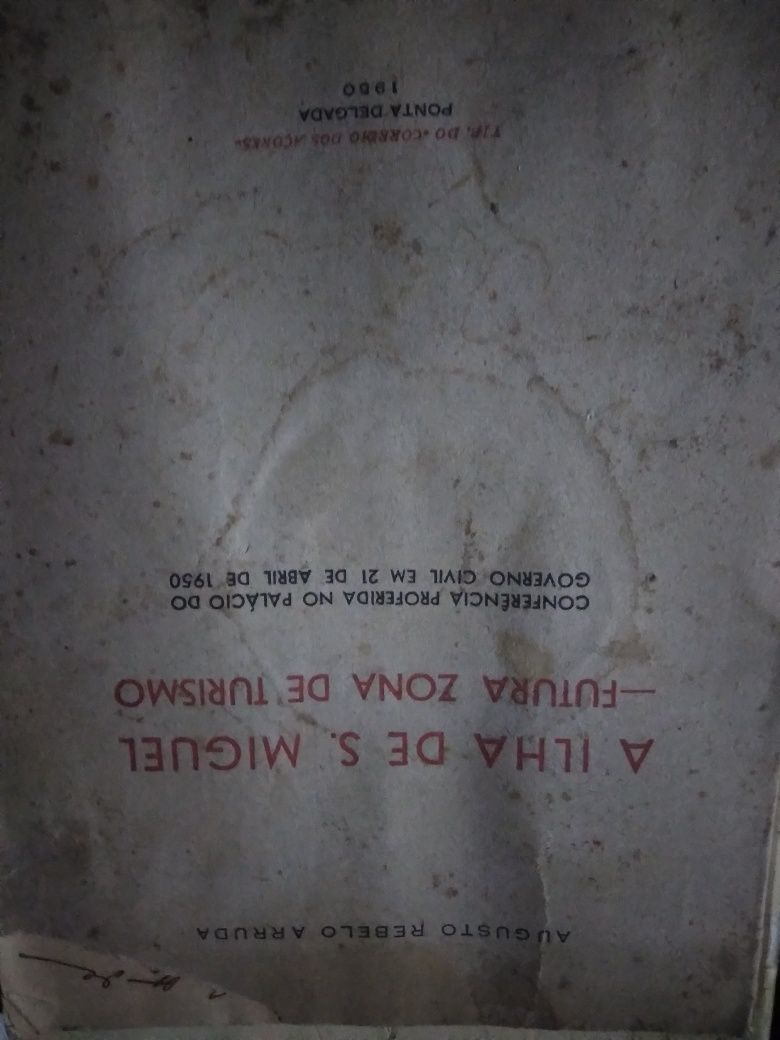 AUGUSTO REBELO ARRUDA
A ILHA DE S. MIGUEL
—FUTURA ZONA DE TURISMO
CONFERÊNCIA PROFERIDA NO PALÁCIO DO
GOVERNO CIVIL EM 21 DE ABRIL DE 1950
TIP. DO «CORREIO DOS AÇORES»
PONTA DELGADA
1950